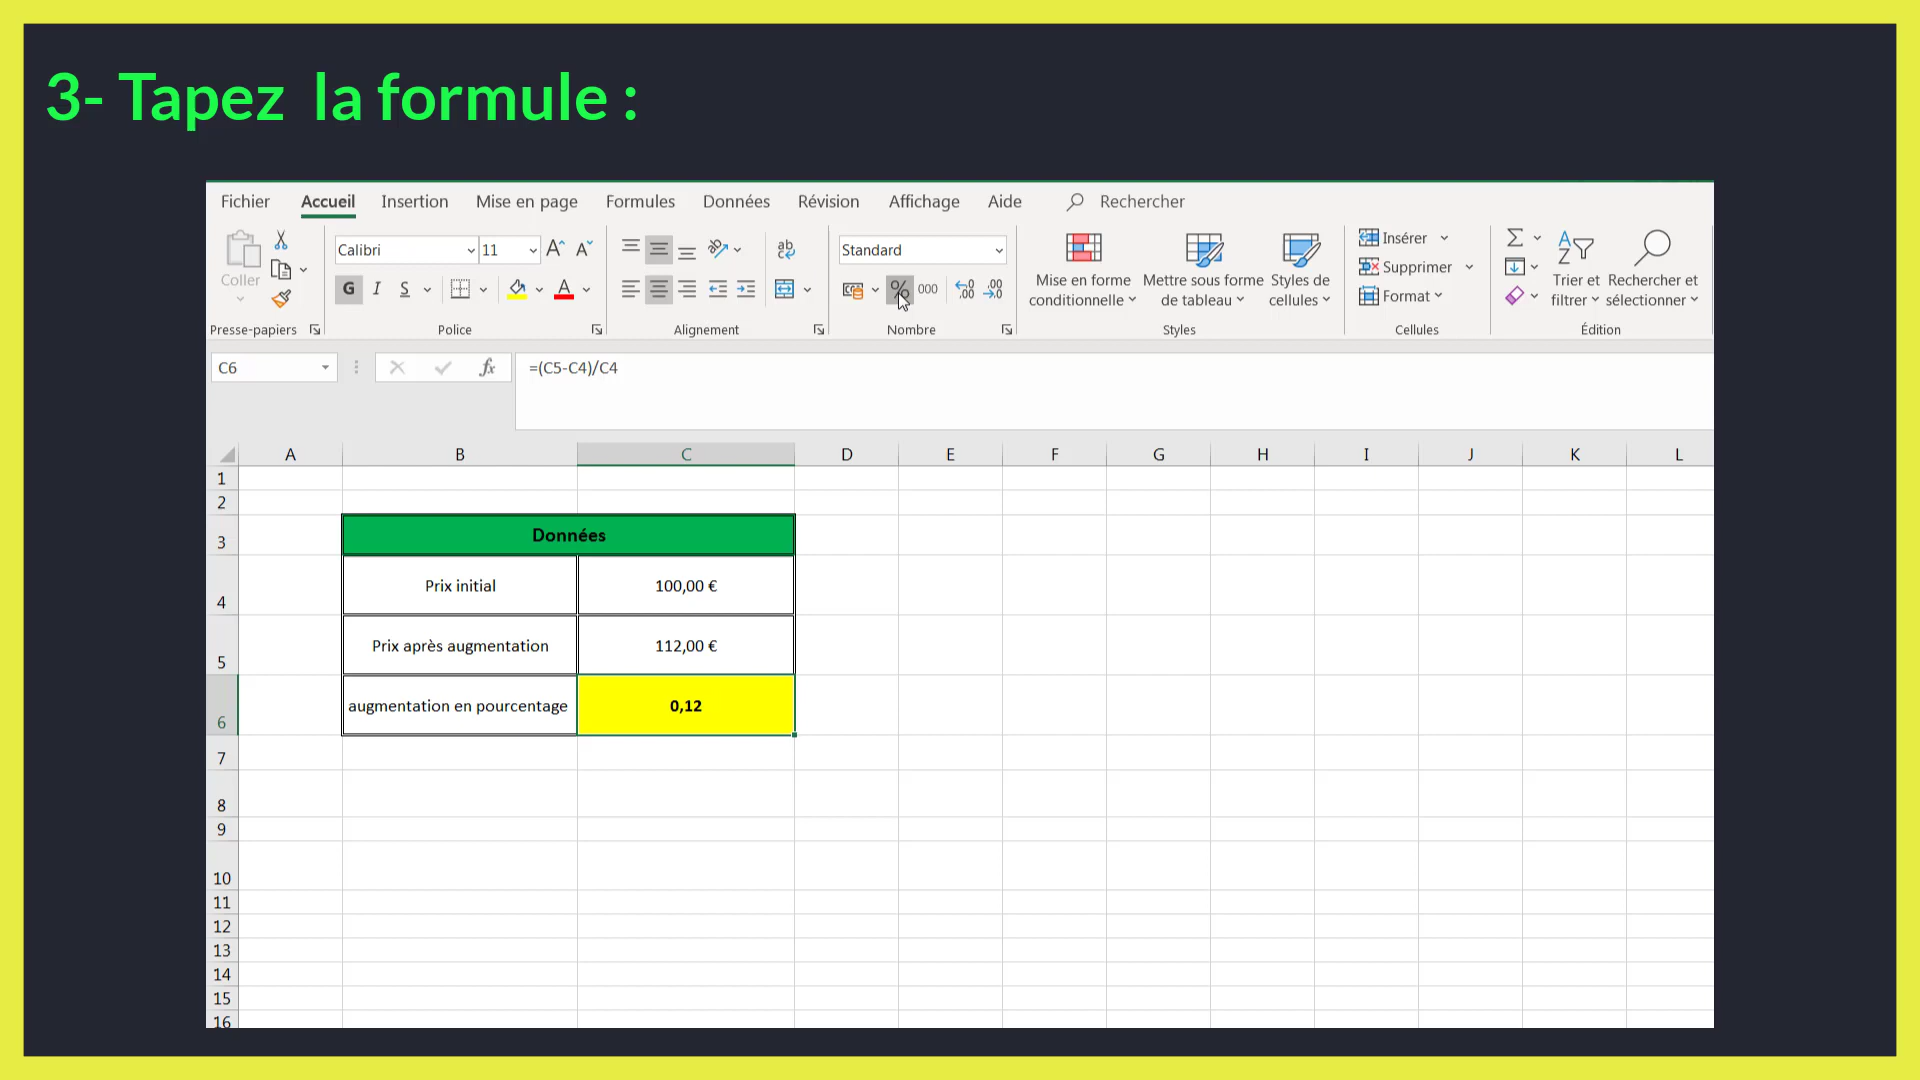 3- Tapez  la formule :
Fichier Accueil Insertion Mise en page Formules Données Révision Affichage Aide Rechercher
Coller
Presse-papiers
Calibri 11
G I S
Police
ab
Alignement
Standard
% 000
Nombre
Mise en forme
conditionnelle
Mettre sous forme
de tableau
Styles de
cellules
Styles
Insérer
Supprimer
Format
Cellules
Trier et
filtrer
Rechercher et
sélectionner
Édition
C6 fx =(C5-C4)/C4
A B C D E F G H I J K L
1
2
3 Données
4 Prix initial 100,00 €
5 Prix après augmentation 112,00 €
6 augmentation en pourcentage 0,12
7
8
9
10
11
12
13
14
15
16